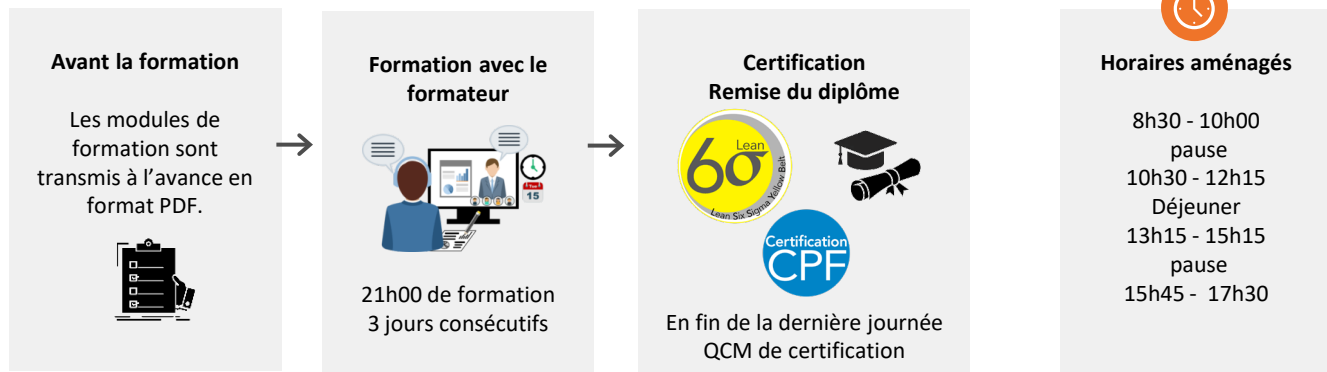 Avant la formation
Les modules de
formation sont
transmis à l'avance en
format PDF.
Formation avec le
formateur
15
21h00 de formation
3 jours consécutifs
Certification
Remise du diplôme
Lean
6σ
Lean Six Sigma Yellow Belt
Certification
CPF
En fin de la dernière journée
QCM de certification
Horaires aménagés
8h30 - 10h00
pause
10h30 - 12h15
Déjeuner
13h15 - 15h15
pause
15h45 - 17h30